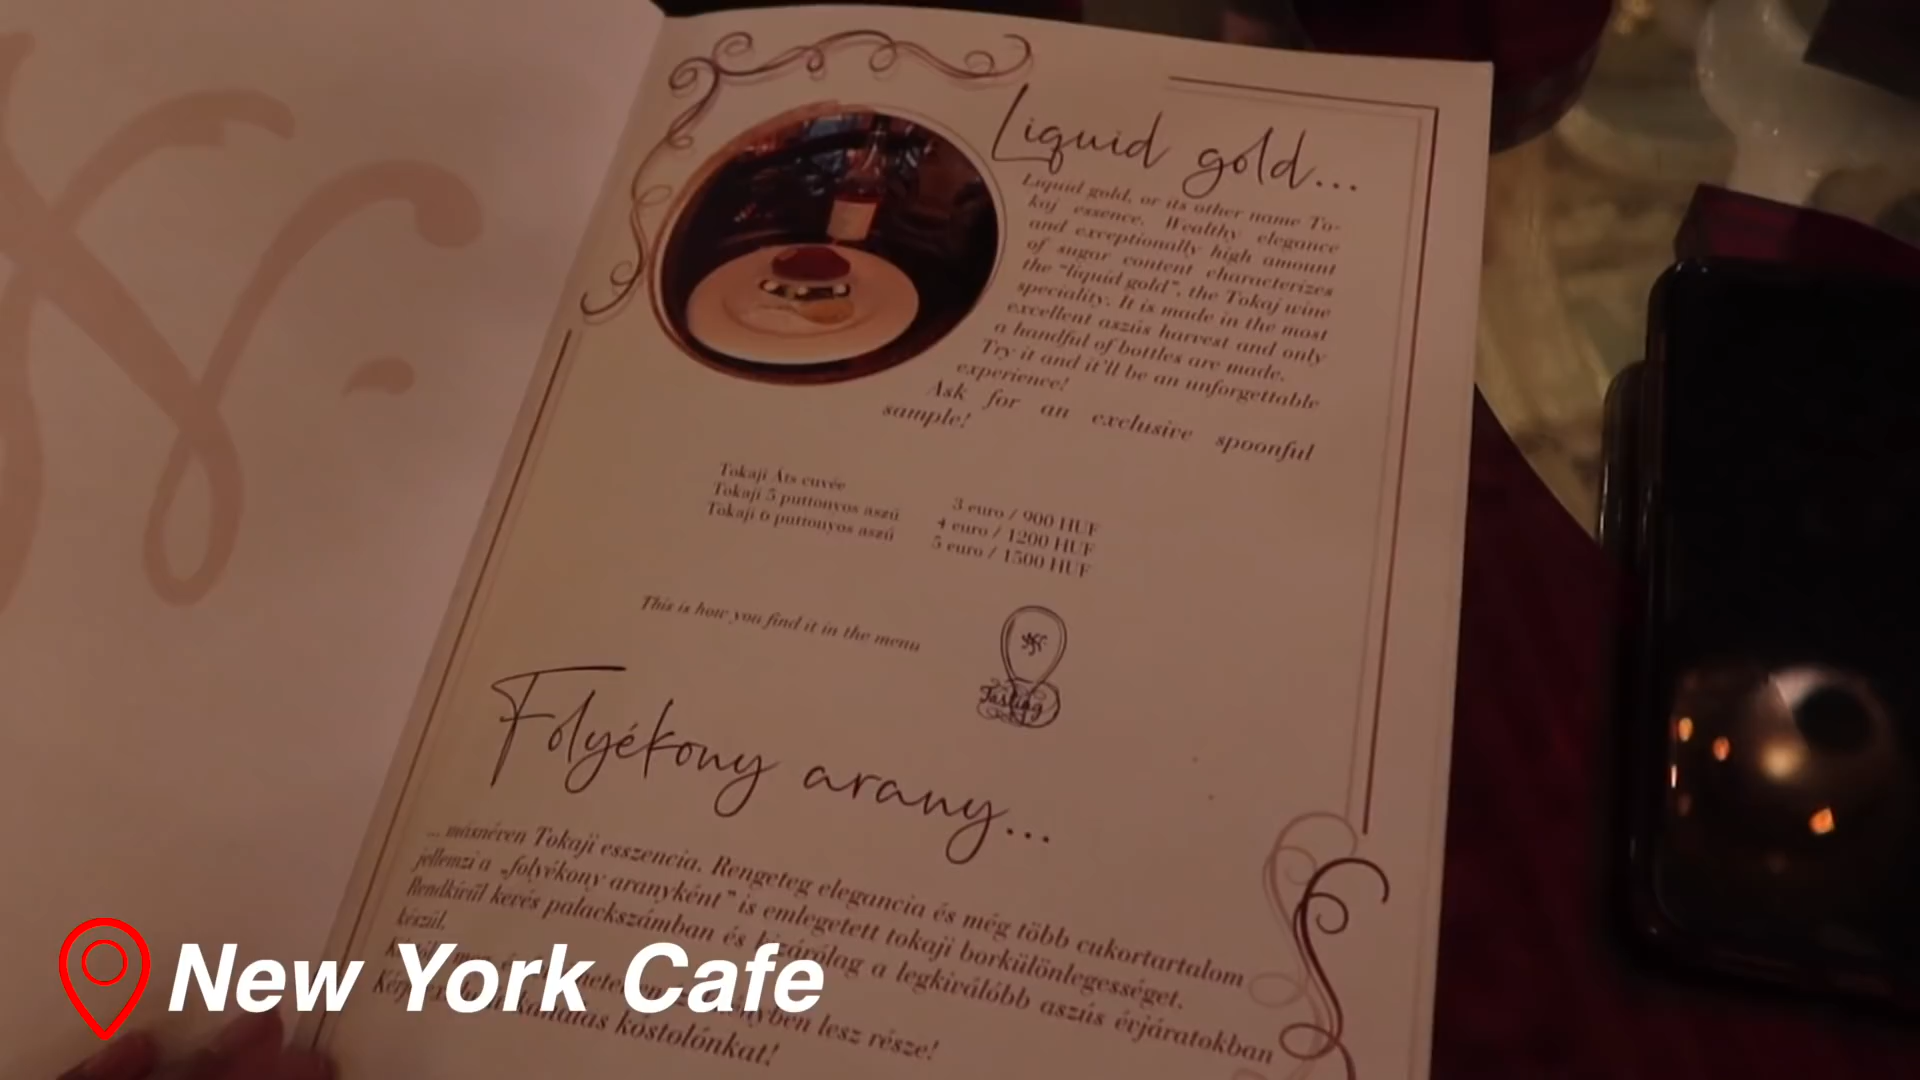 Liquid gold...
Liquid gold, or its other name To-
kaj essence. Wealthy elegance
and exceptionally high amount
of sugar content characterizes
the "liquid gold", the Tokaj wine
speciality. It is made in the most
excellent aszús harvest and only
a handful of bottles are made.
Try it and it'll be an unforgettable
experience!
Ask for an exclusive spoonful
sample!
Tokaji Áts cuvée 3 euro / 900 HUF
Tokaji 5 puttonyos aszú 4 euro / 1200 HUF
Tokaji 6 puttonyos aszú 5 euro / 1500 HUF
This is how you find it in the menu
Tasting
Folyékony arany...
... másnéven Tokaji esszencia. Rengeteg elegancia és még több cukortartalom
jellemzi a „folyékony aranyként" is emlegetett tokaji borkülönlegességet.
Rendkívül kevés palackszámban és kizárólag a legkiválóbb aszús évjáratokban
készül.
lesz része!
kanalas kóstolónkat!
New York Cafe